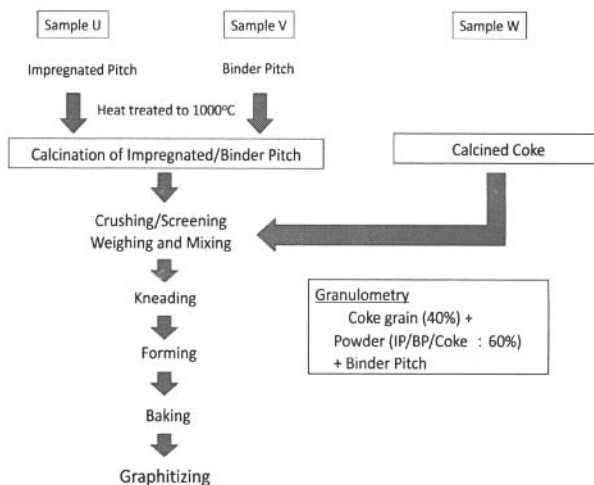 Sample U
Sample V
Sample W
Impregnated Pitch
Binder Pitch
Heat treated to 1000°C
Calcination of Impregnated/Binder Pitch
Calcined Coke
Crushing/Screening
Weighing and Mixing
Kneading
Forming
Baking
Graphitizing
Granulometry
Coke grain (40%) +
Powder (IP/BP/Coke : 60%)
+ Binder Pitch